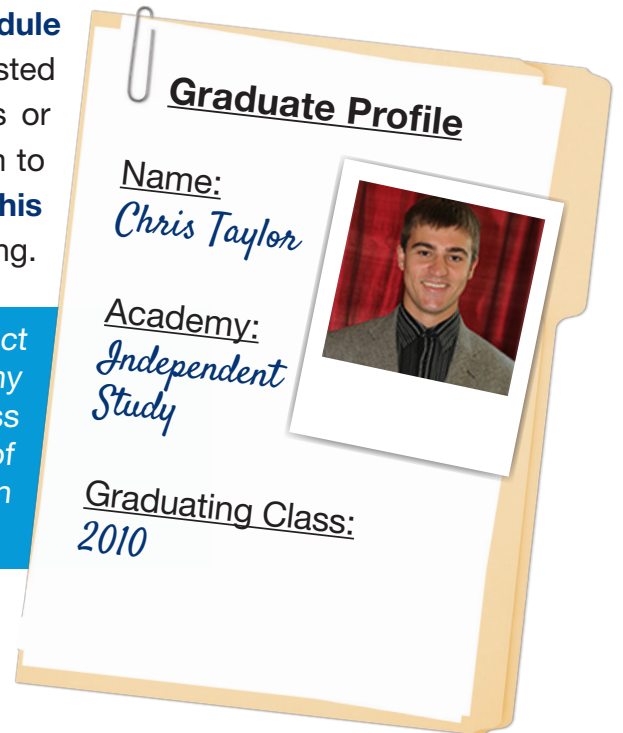 dule
sted
s or
n to
his
ng.
ct
ny
ss
of
n
Graduate Profile
Name:
Chris Taylor
Academy:
Independent
Study
Graduating Class:
2010